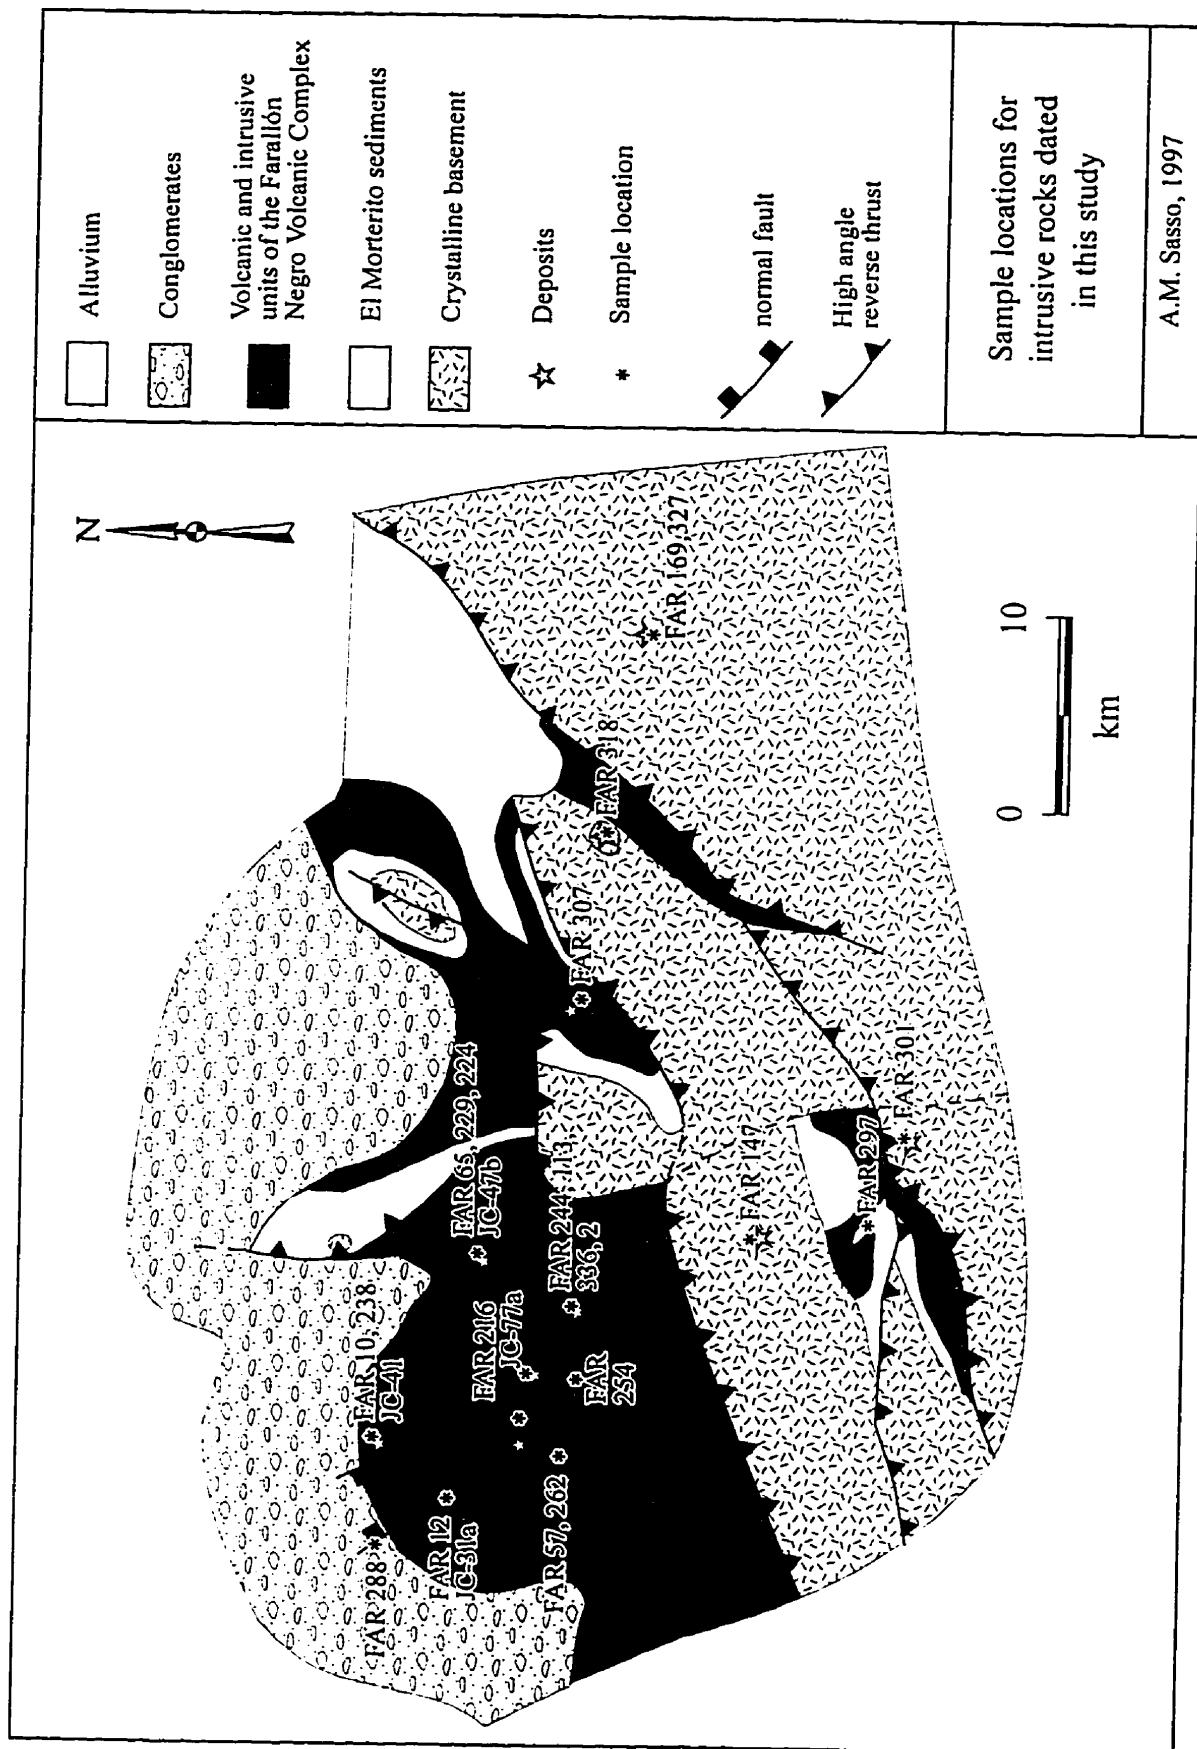 Alluvium
Conglomerates
Volcanic and intrusive
units of the Farallón
Negro Volcanic Complex
El Morterito sediments
Crystalline basement
Deposits
Sample location
normal fault
High angle
reverse thrust
Sample locations for
intrusive rocks dated
in this study
A.M. Sasso, 1997
N
FAR 288
FAR 10, 238
JC-41
FAR 12
JC-31a
FAR 216
JC-77a
FAR 65, 229, 224
JC-47b
FAR 57, 262
FAR
254
FAR 244, 113
336, 2
FAR 307
FAR 318
FAR 169,327
FAR 147
FAR 297
FAR 301
0
10
km